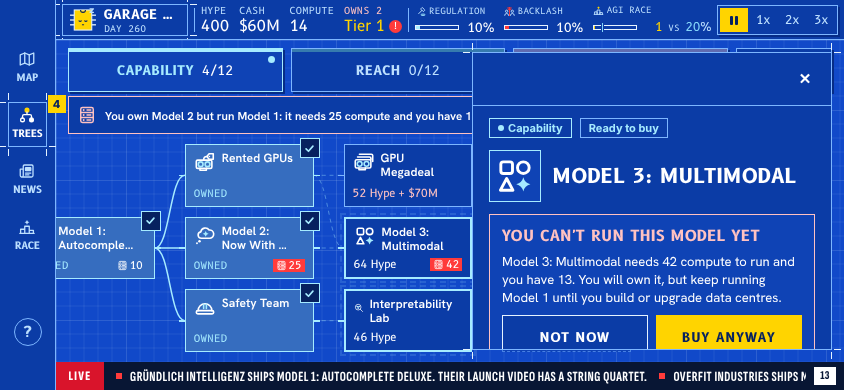 GARAGE ...
DAY 260
HYPE
400
CASH
$60M
COMPUTE
14
OWNS 2
Tier 1 !
REGULATION
10%
BACKLASH
10%
AGI RACE
1 VS 20%
1x 2x 3x
MAP
TREES
4
NEWS
RACE
?
CAPABILITY 4/12
REACH 0/12
You own Model 2 but run Model 1: it needs 25 compute and you have 1
Model 1:
Autocomple...
ED
10
Rented GPUs
OWNED
Model 2:
Now With ...
OWNED
25
Safety Team
OWNED
GPU
Megadeal
52 Hype + $70M
Model 3:
Multimodal
64 Hype
42
Interpretability
Lab
46 Hype
×
Capability
Ready to buy
MODEL 3: MULTIMODAL
YOU CAN'T RUN THIS MODEL YET
Model 3: Multimodal needs 42 compute to run and
you have 13. You will own it, but keep running
Model 1 until you build or upgrade data centres.
NOT NOW
BUY ANYWAY
LIVE
GRÜNDLICH INTELLIGENZ SHIPS MODEL 1: AUTOCOMPLETE DELUXE. THEIR LAUNCH VIDEO HAS A STRING QUARTET.
OVERFIT INDUSTRIES SHIPS M
13